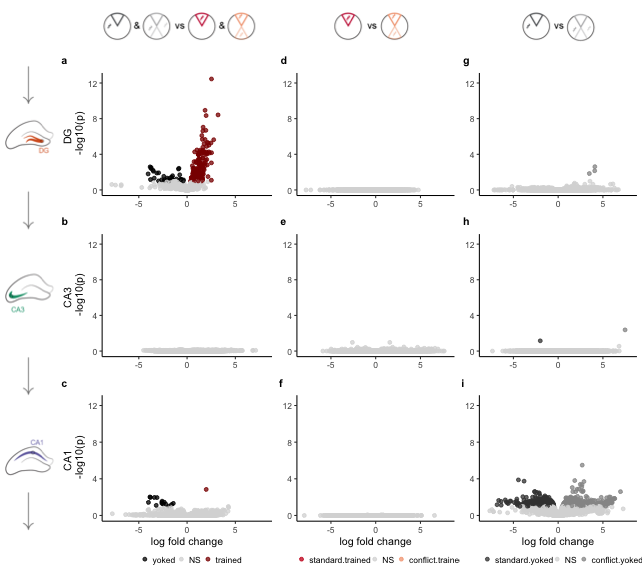 & vs &
vs
vs
a
d
g
DG
-log10(p)
12
8
4
0
-5 0 5
12
8
4
0
-5 0 5
12
8
4
0
-5 0 5
DG
b
e
h
CA3
-log10(p)
12
8
4
0
-5 0 5
12
8
4
0
-5 0 5
12
8
4
0
-5 0 5
CA3
c
f
i
CA1
-log10(p)
12
8
4
0
-5 0 5
12
8
4
0
-5 0 5
12
8
4
0
-5 0 5
CA1
log fold change
log fold change
log fold change
yoked NS trained
standard.trained NS conflict.traine
standard.yoked NS conflict.yoked